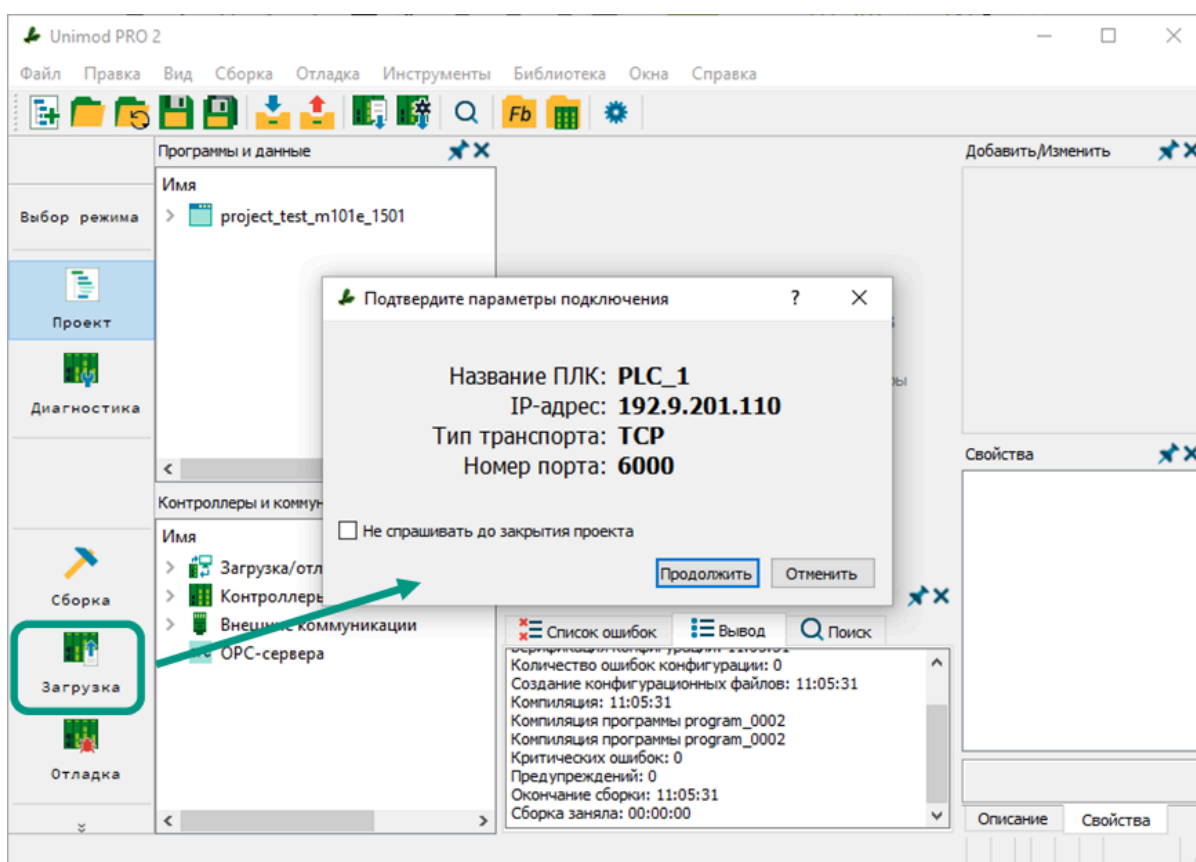 Unimod PRO 2
Файл Правка Вид Сборка Отладка Инструменты Библиотека Окна Справка
Fb
Программы и данные
Добавить/Изменить
Выбор режима
Имя
project_test_m101e_1501
Проект
Диагностика
Подтвердите параметры подключения
?
Название ПЛК: PLC_1
IP-адрес: 192.9.201.110
Тип транспорта: TCP
Номер порта: 6000
Не спрашивать до закрытия проекта
Продолжить Отменить
Свойства
Контроллеры и
Имя
Загрузка/отл
Контроллеры
Внешние коммуникации
OPC-сервера
Сборка
Загрузка
Отладка
Список ошибок Вывод Поиск
Верификация конфигурации: 11:05:31
Количество ошибок конфигурации: 0
Создание конфигурационных файлов: 11:05:31
Компиляция: 11:05:31
Компиляция программы program_0002
Компиляция программы program_0002
Критических ошибок: 0
Предупреждений: 0
Окончание сборки: 11:05:31
Сборка заняла: 00:00:00
Описание Свойства